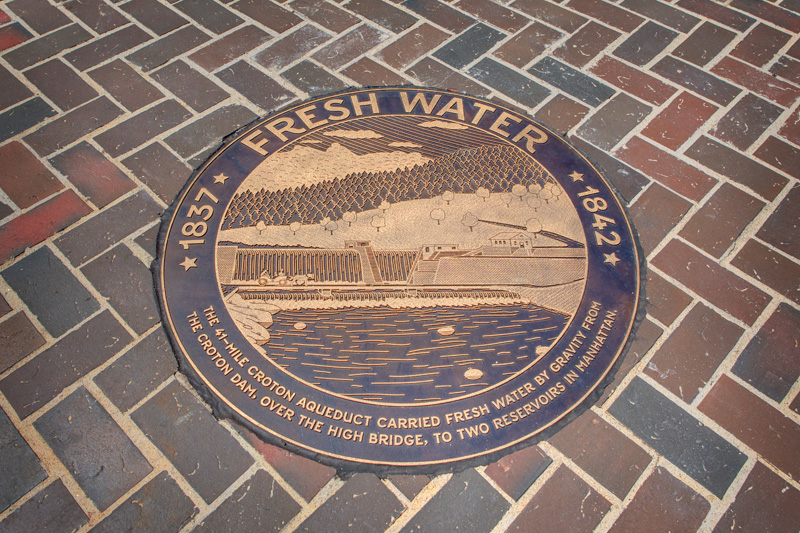 FRESH WATER
1837
1842
THE 41-MILE CROTON AQUEDUCT CARRIED FRESH WATER BY GRAVITY FROM
THE CROTON DAM, OVER THE HIGH BRIDGE, TO TWO RESERVOIRS IN MANHATTAN.